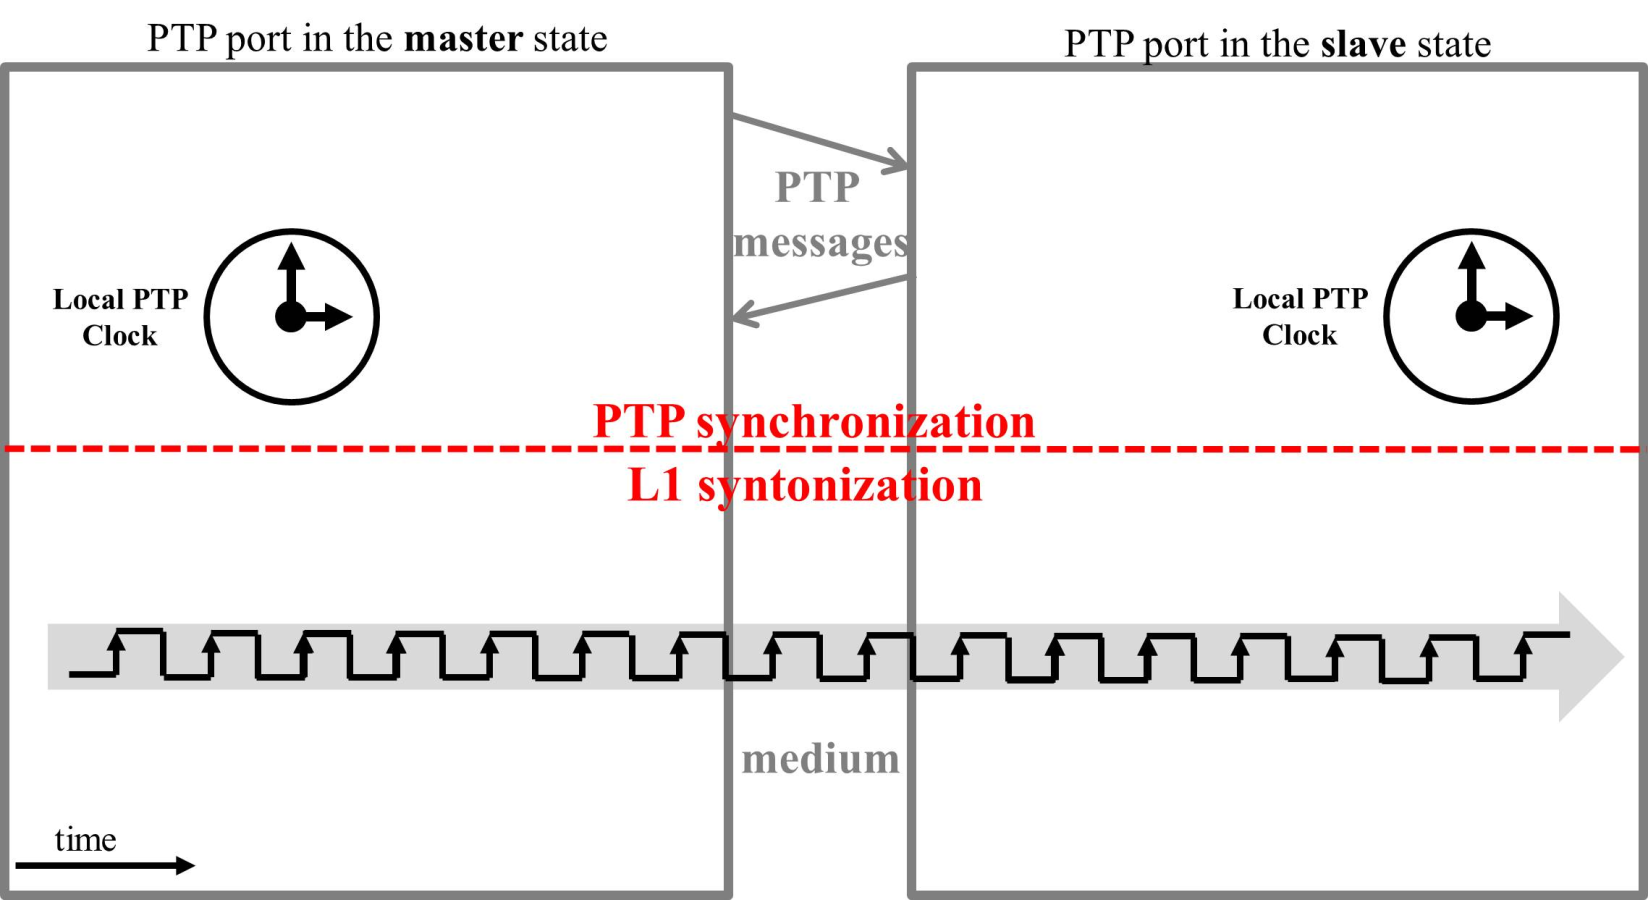 PTP port in the master state
PTP port in the slave state
PTP
messages
Local PTP
Clock
Local PTP
Clock
PTP synchronization
L1 syntonization
medium
time